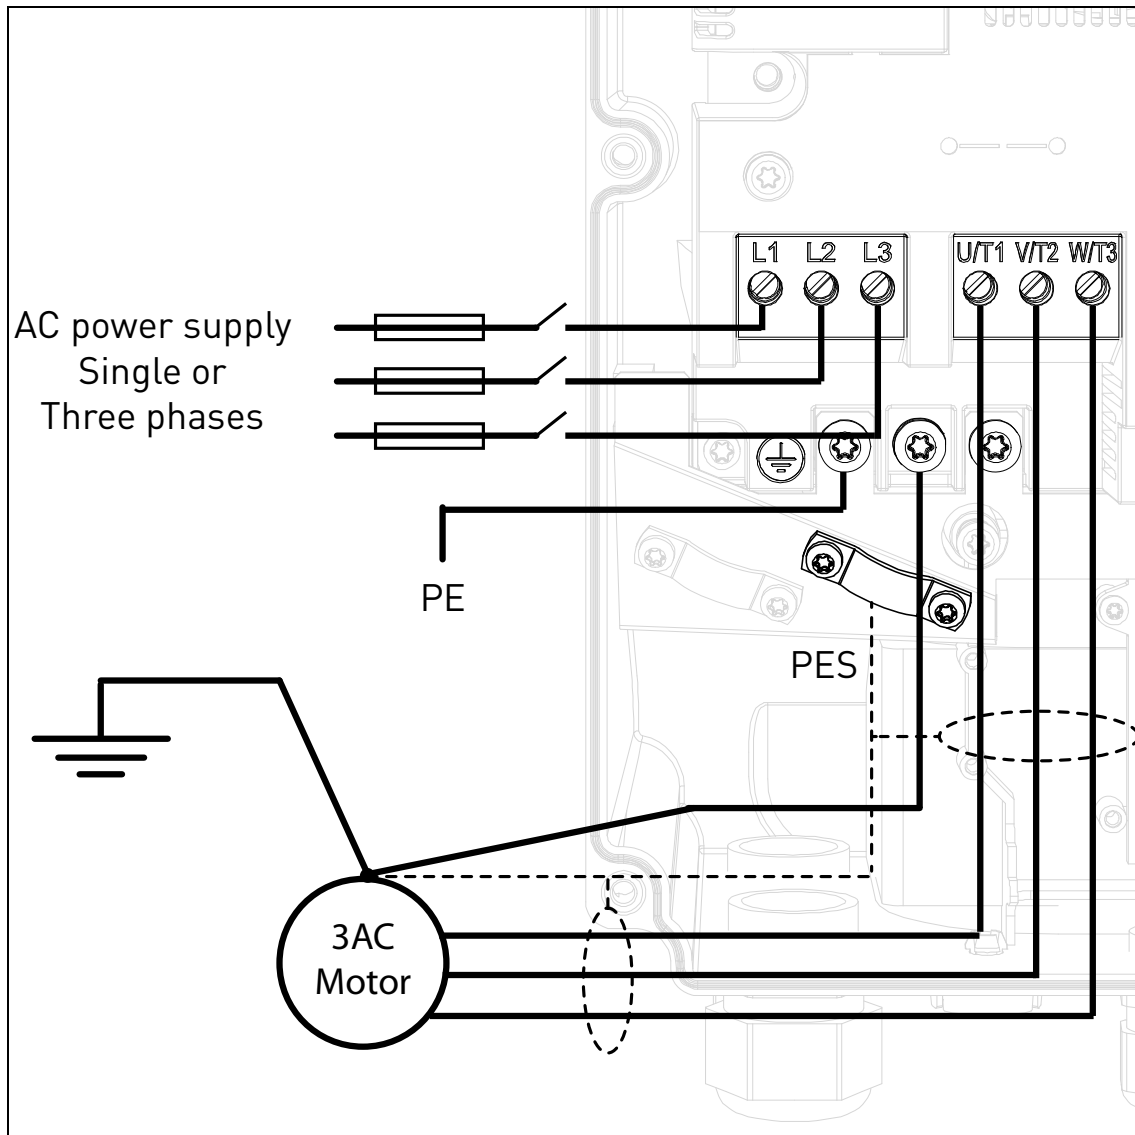 L1 L2 L3 U/T1 V/T2 W/T3
AC power supply
Single or
Three phases
PE
PES
3AC
Motor